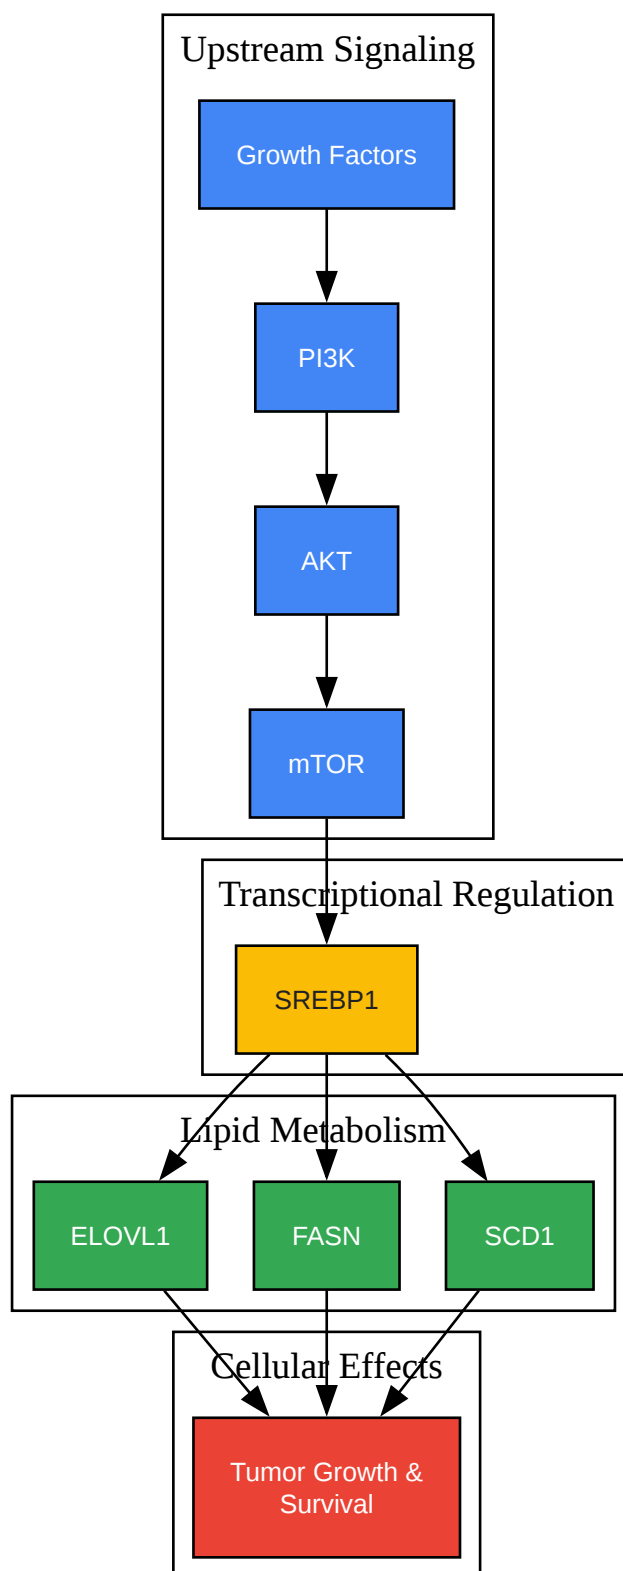 Upstream Signaling
Growth Factors
PI3K
AKT
mTOR
Transcriptional Regulation
SREBP1
Lipid Metabolism
ELOVL1
FASN
SCD1
Cellular Effects
Tumor Growth &
Survival